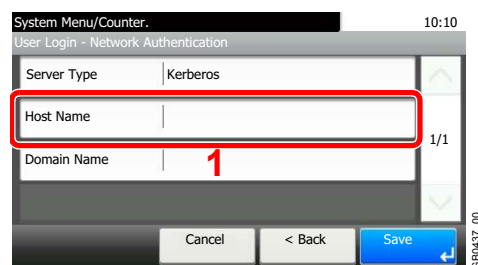 System Menu/Counter. 10:10
User Login - Network Authentication
Server Type Kerberos
Host Name
1/1
Domain Name 1
Cancel < Back Save
GB0437_00